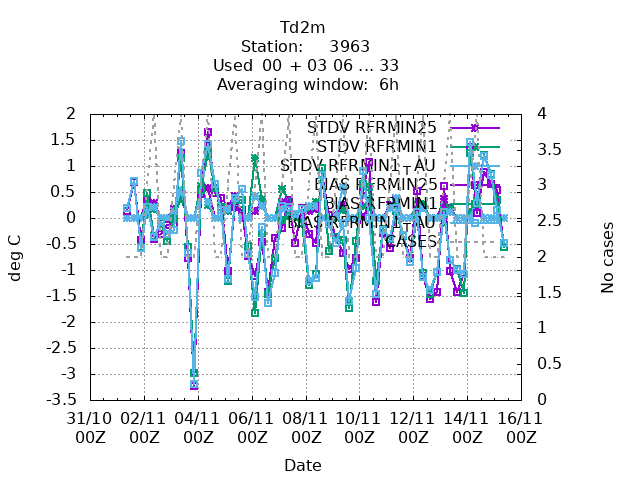 Td2m
Station: 3963
Used 00 + 03 06 ... 33
Averaging window: 6h
STDV RFRMIN25
STDV RFRMIN1
STDV RFRMIN1+AU
BIAS RFRMIN25
BIAS RFRMIN1
BIAS RFRMIN1+AU
CASES
2
1.5
1
0.5
0
-0.5
-1
-1.5
-2
-2.5
-3
-3.5
deg C
4
3.5
3
2.5
2
1.5
1
0.5
0
No cases
31/10 02/11 04/11 06/11 08/11 10/11 12/11 14/11 16/11
00Z 00Z 00Z 00Z 00Z 00Z 00Z 00Z 00Z
Date